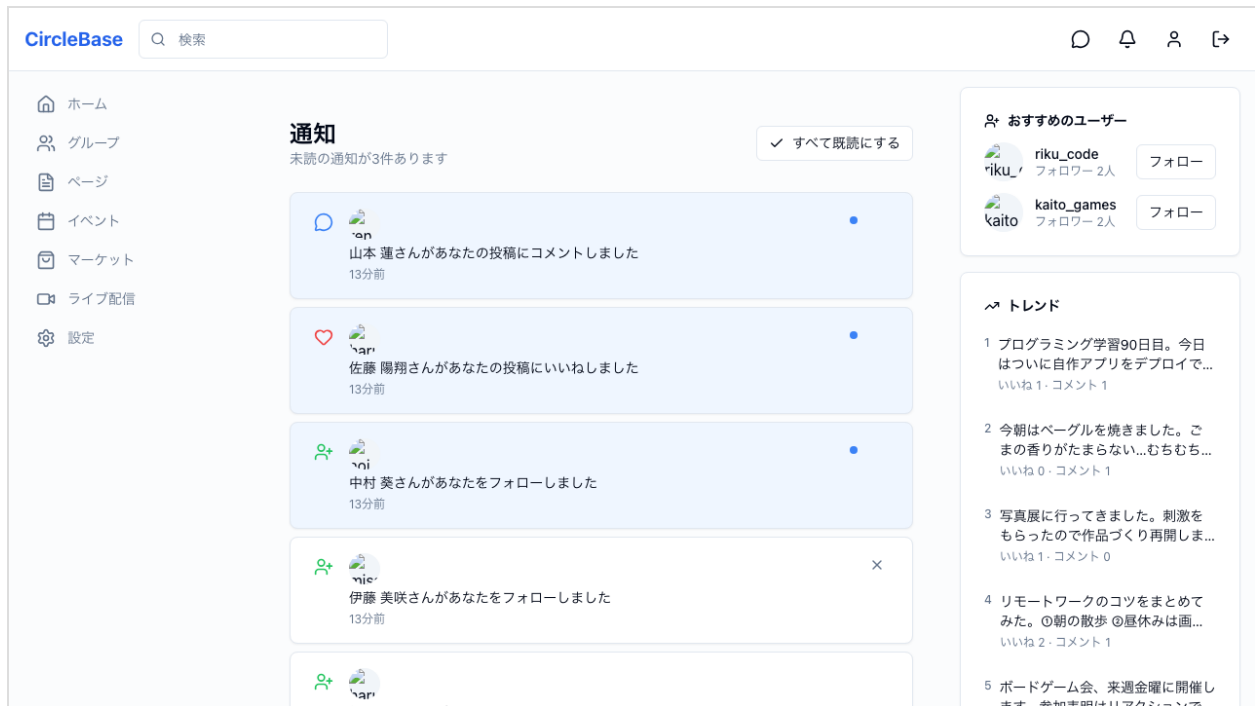 CircleBase
検索
ホーム
グループ
ページ
イベント
マーケット
ライブ配信
設定
通知
未読の通知が3件あります
すべて既読にする
山本 蓮さんがあなたの投稿にコメントしました
13分前
佐藤 陽翔さんがあなたの投稿にいいねしました
13分前
中村 葵さんがあなたをフォローしました
13分前
伊藤 美咲さんがあなたをフォローしました
13分前
おすすめのユーザー
riku_code
フォロワー 2人
フォロー
kaito
kaito_games
フォロワー 2人
フォロー
トレンド
1 プログラミング学習90日目。今日
はついに自作アプリをデプロイで…
いいね 1 · コメント 1
2 今朝はベーグルを焼きました。ご
まの香りがたまらない…むちむち…
いいね 0 · コメント 1
3 写真展に行ってきました。刺激を
もらったので作品づくり再開しま…
いいね 1 · コメント 0
4 リモートワークのコツをまとめて
みた。①朝の散歩 ②昼休みは画…
いいね 2 · コメント 1
5 ボードゲーム会、来週金曜に開催し